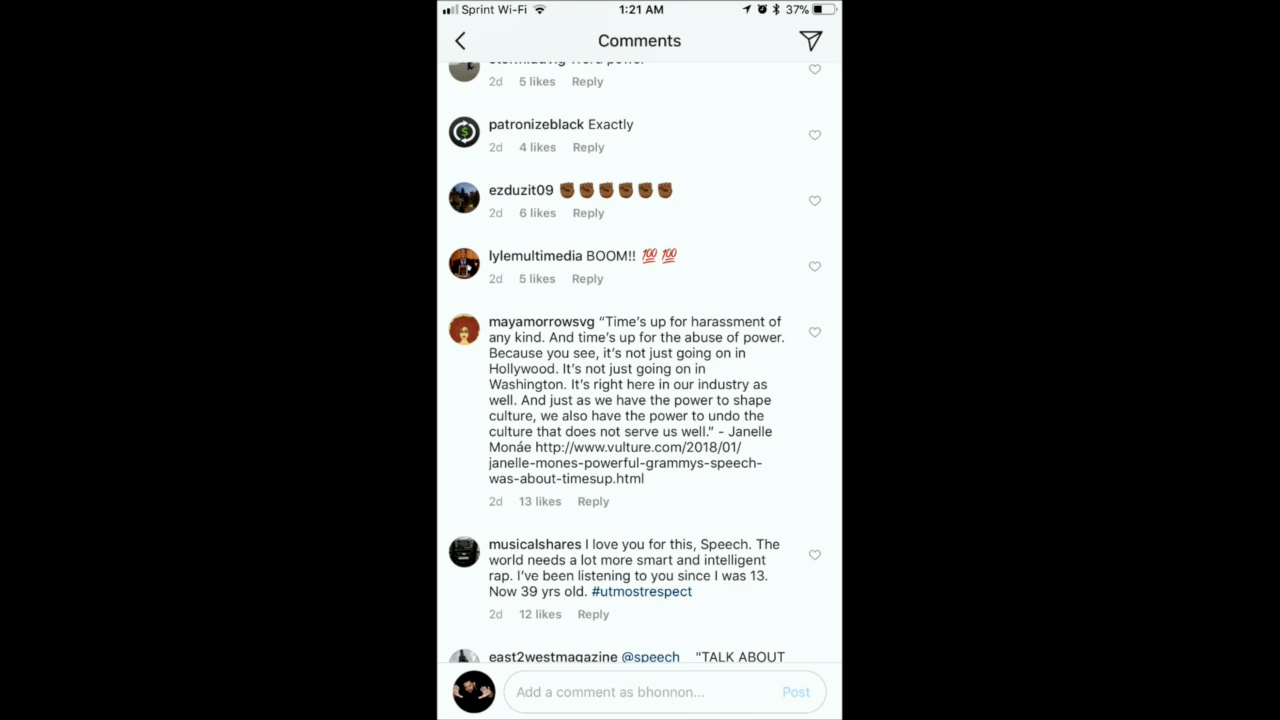 Sprint Wi-Fi 1:21 AM 37%
Comments
2d 5 likes Reply
patronizeblack Exactly
2d 4 likes Reply
ezduzit09 ✊🏾✊🏾✊🏾✊🏾✊🏾✊🏾
2d 6 likes Reply
lylemultimedia BOOM!! 💯 💯
2d 5 likes Reply
mayamorrowsvg “Time’s up for harassment of
any kind. And time’s up for the abuse of power.
Because you see, it’s not just going on in
Hollywood. It’s not just going on in
Washington. It’s right here in our industry as
well. And just as we have the power to shape
culture, we also have the power to undo the
culture that does not serve us well.” - Janelle
Monáe http://www.vulture.com/2018/01/
janelle-mones-powerful-grammys-speech-
was-about-timesup.html
2d 13 likes Reply
musicalshares I love you for this, Speech. The
world needs a lot more smart and intelligent
rap. I’ve been listening to you since I was 13.
Now 39 yrs old. #utmostrespect
2d 12 likes Reply
east2westmagazine @speech "TALK ABOUT
Add a comment as bhonnon... Post